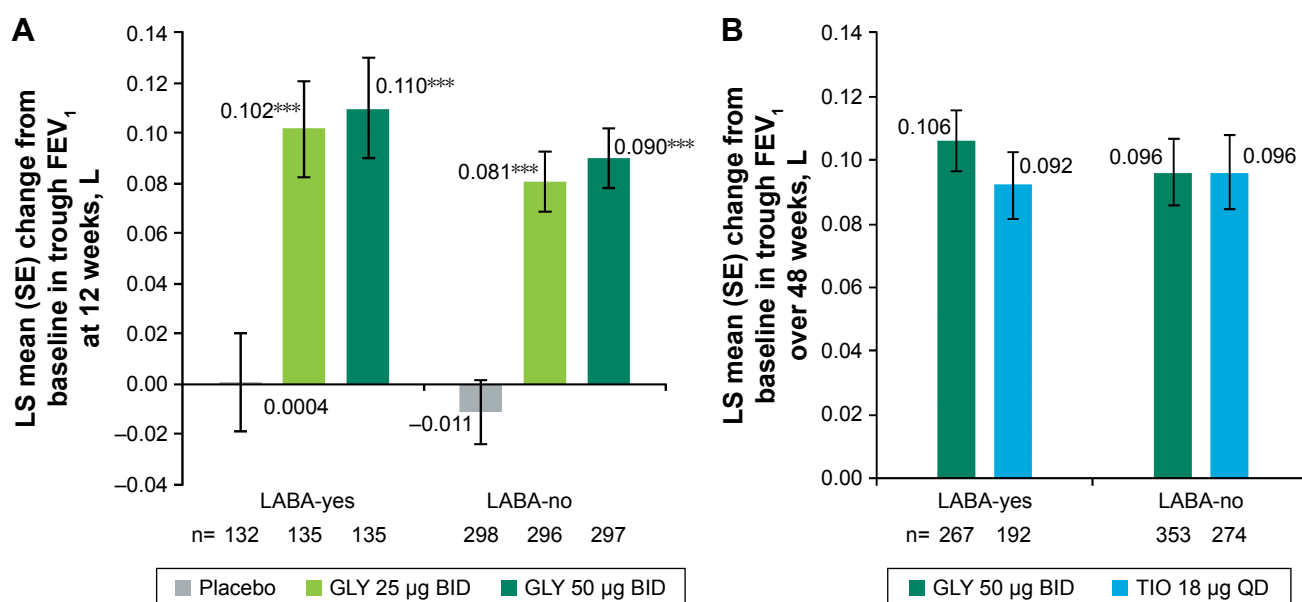 A
LS mean (SE) change from
baseline in trough FEV1
at 12 weeks, L
0.14
0.12
0.10
0.08
0.06
0.04
0.02
0.00
–0.02
–0.04
0.102***
0.110***
0.081***
0.090***
0.0004
–0.011
LABA-yes LABA-no
n= 132 135 135 298 296 297
Placebo GLY 25 µg BID GLY 50 µg BID
B
LS mean (SE) change from
baseline in trough FEV1
over 48 weeks, L
0.14
0.12
0.10
0.08
0.06
0.04
0.02
0.00
0.106
0.092
0.096
0.096
LABA-yes LABA-no
n= 267 192 353 274
GLY 50 µg BID TIO 18 µg QD